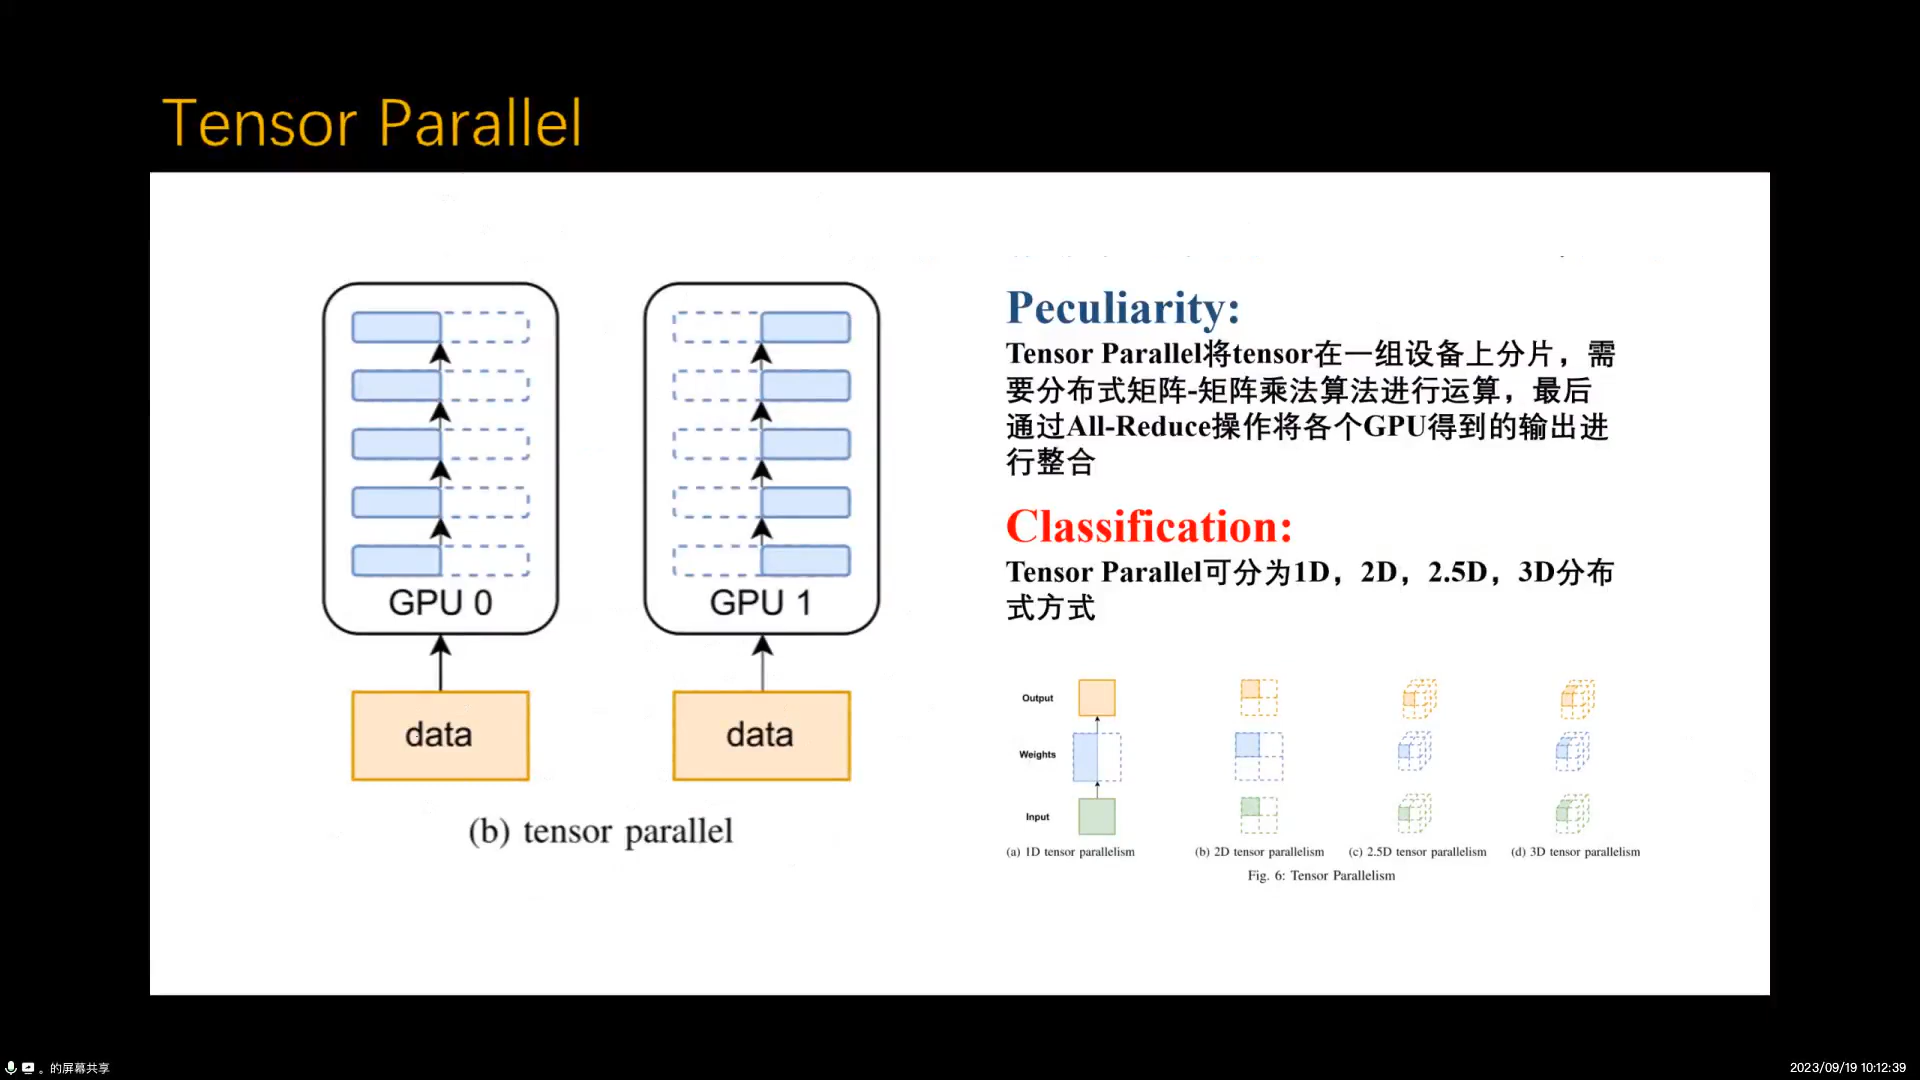 Tensor Parallel
GPU 0
GPU 1
data
data
(b) tensor parallel
Peculiarity:
Tensor Parallel将tensor在一组设备上分片，需
要分布式矩阵-矩阵乘法算法进行运算，最后
通过All-Reduce操作将各个GPU得到的输出进
行整合
Classification:
Tensor Parallel可分为1D，2D，2.5D，3D分布
式方式
Output
Weights
Input
(a) 1D tensor parallelism
(b) 2D tensor parallelism
(c) 2.5D tensor parallelism
(d) 3D tensor parallelism
Fig. 6: Tensor Parallelism
。的屏幕共享
2023/09/19 10:12:39